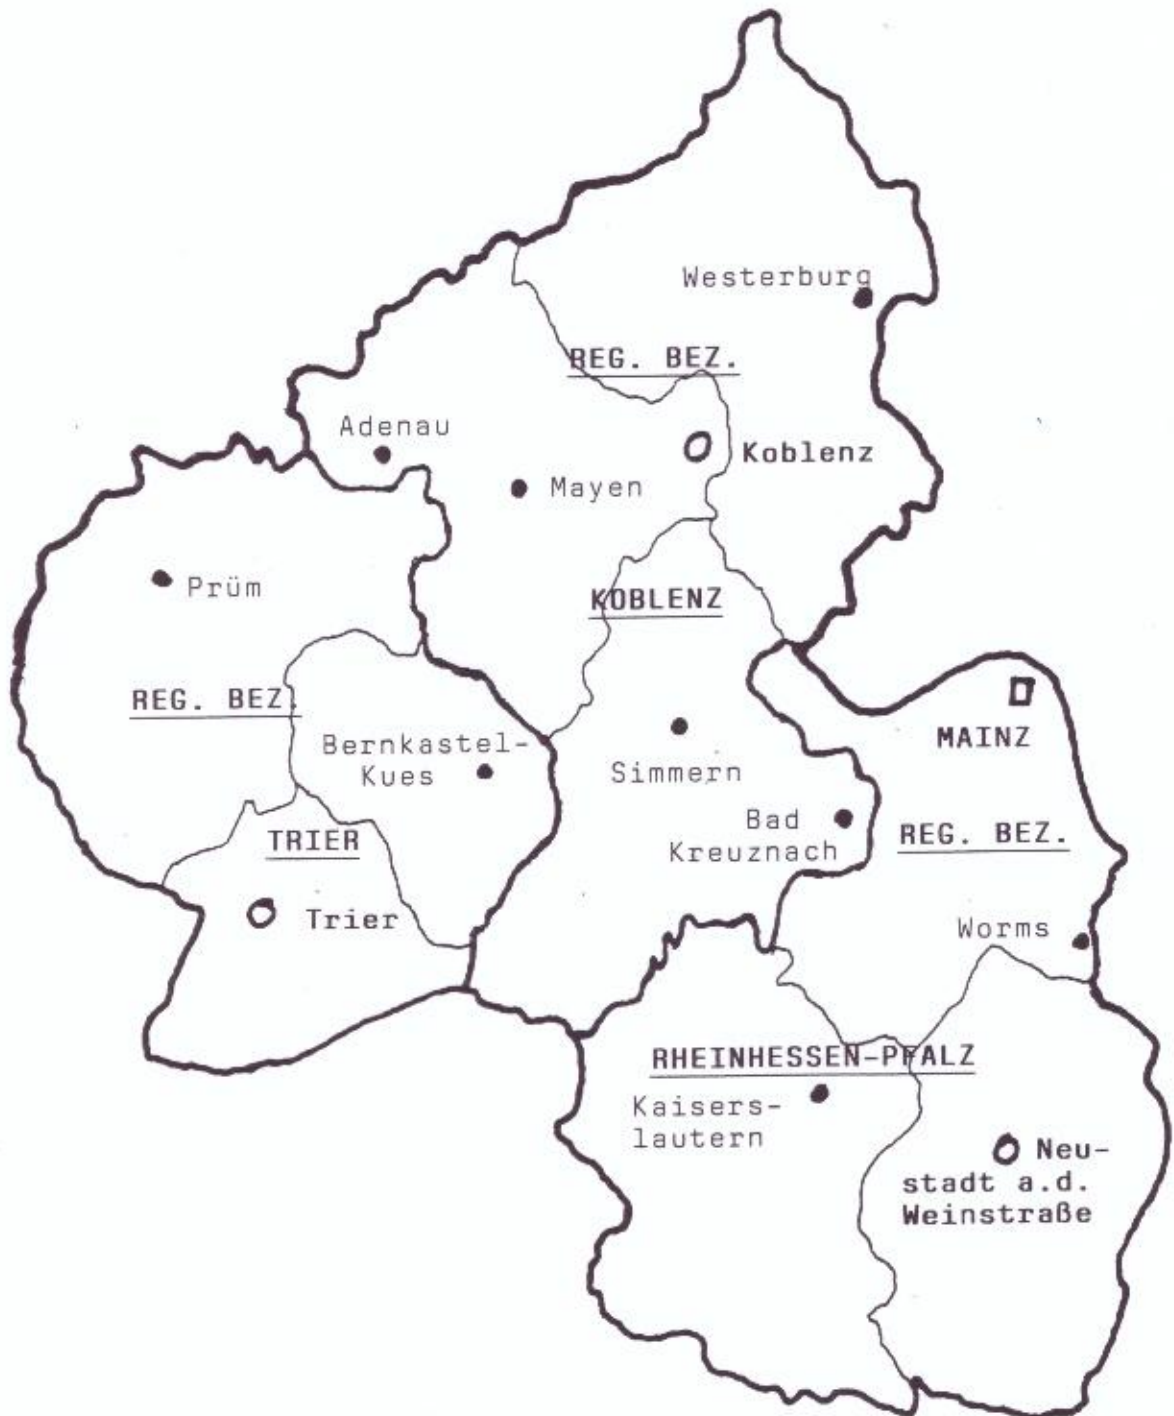 Westerburg
REG. BEZ.
Adenau
Koblenz
Mayen
Prüm
KOBLENZ
REG. BEZ.
MAINZ
Bernkastel-
Kues
Simmern
Bad
Kreuznach
REG. BEZ.
TRIER
Trier
Worms
RHEINHESSEN-PFALZ
Kaisers-
lautern
Neu-
stadt a.d.
Weinstraße